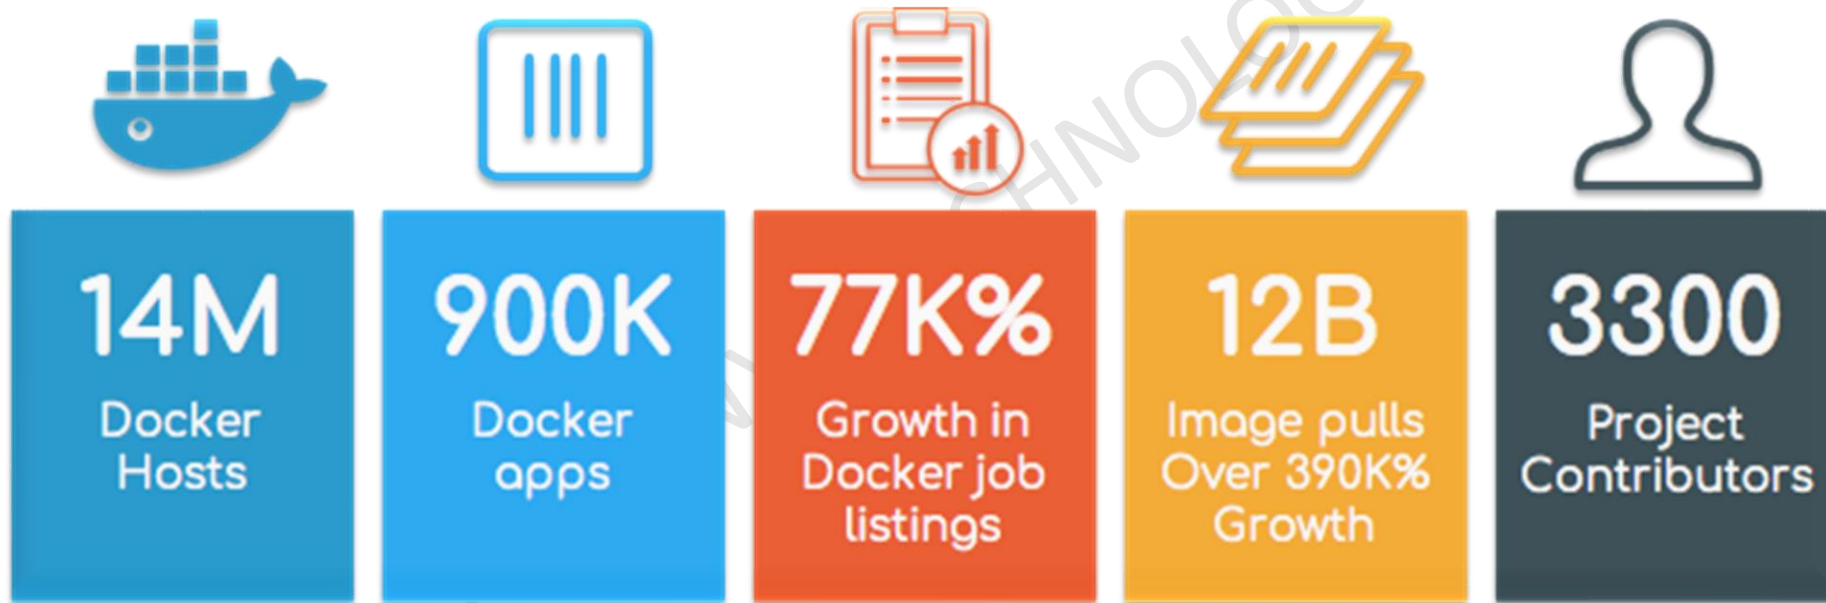 14M
Docker
Hosts
900K
Docker
apps
77K%
Growth in
Docker job
listings
12B
Image pulls
Over 390K%
Growth
3300
Project
Contributors